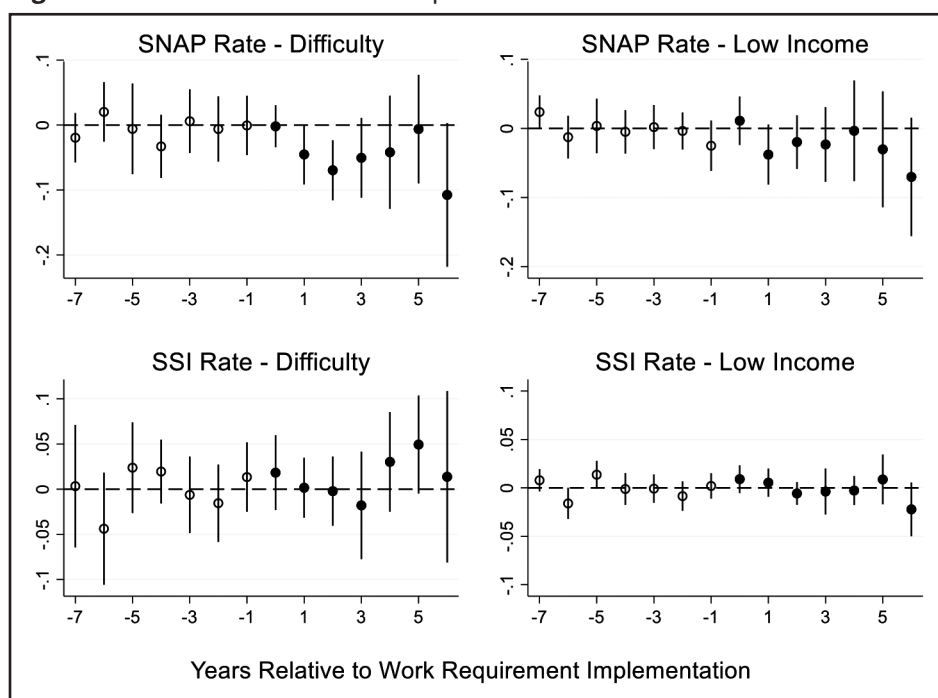 SNAP Rate - Difficulty
.1
0
-.1
-.2
-7 -5 -3 -1 1 3 5
SNAP Rate - Low Income
.1
0
-.1
-.2
-7 -5 -3 -1 1 3 5
SSI Rate - Difficulty
.1
.05
0
-.05
-.1
-7 -5 -3 -1 1 3 5
SSI Rate - Low Income
.1
.05
0
-.05
-.1
-7 -5 -3 -1 1 3 5
Years Relative to Work Requirement Implementation